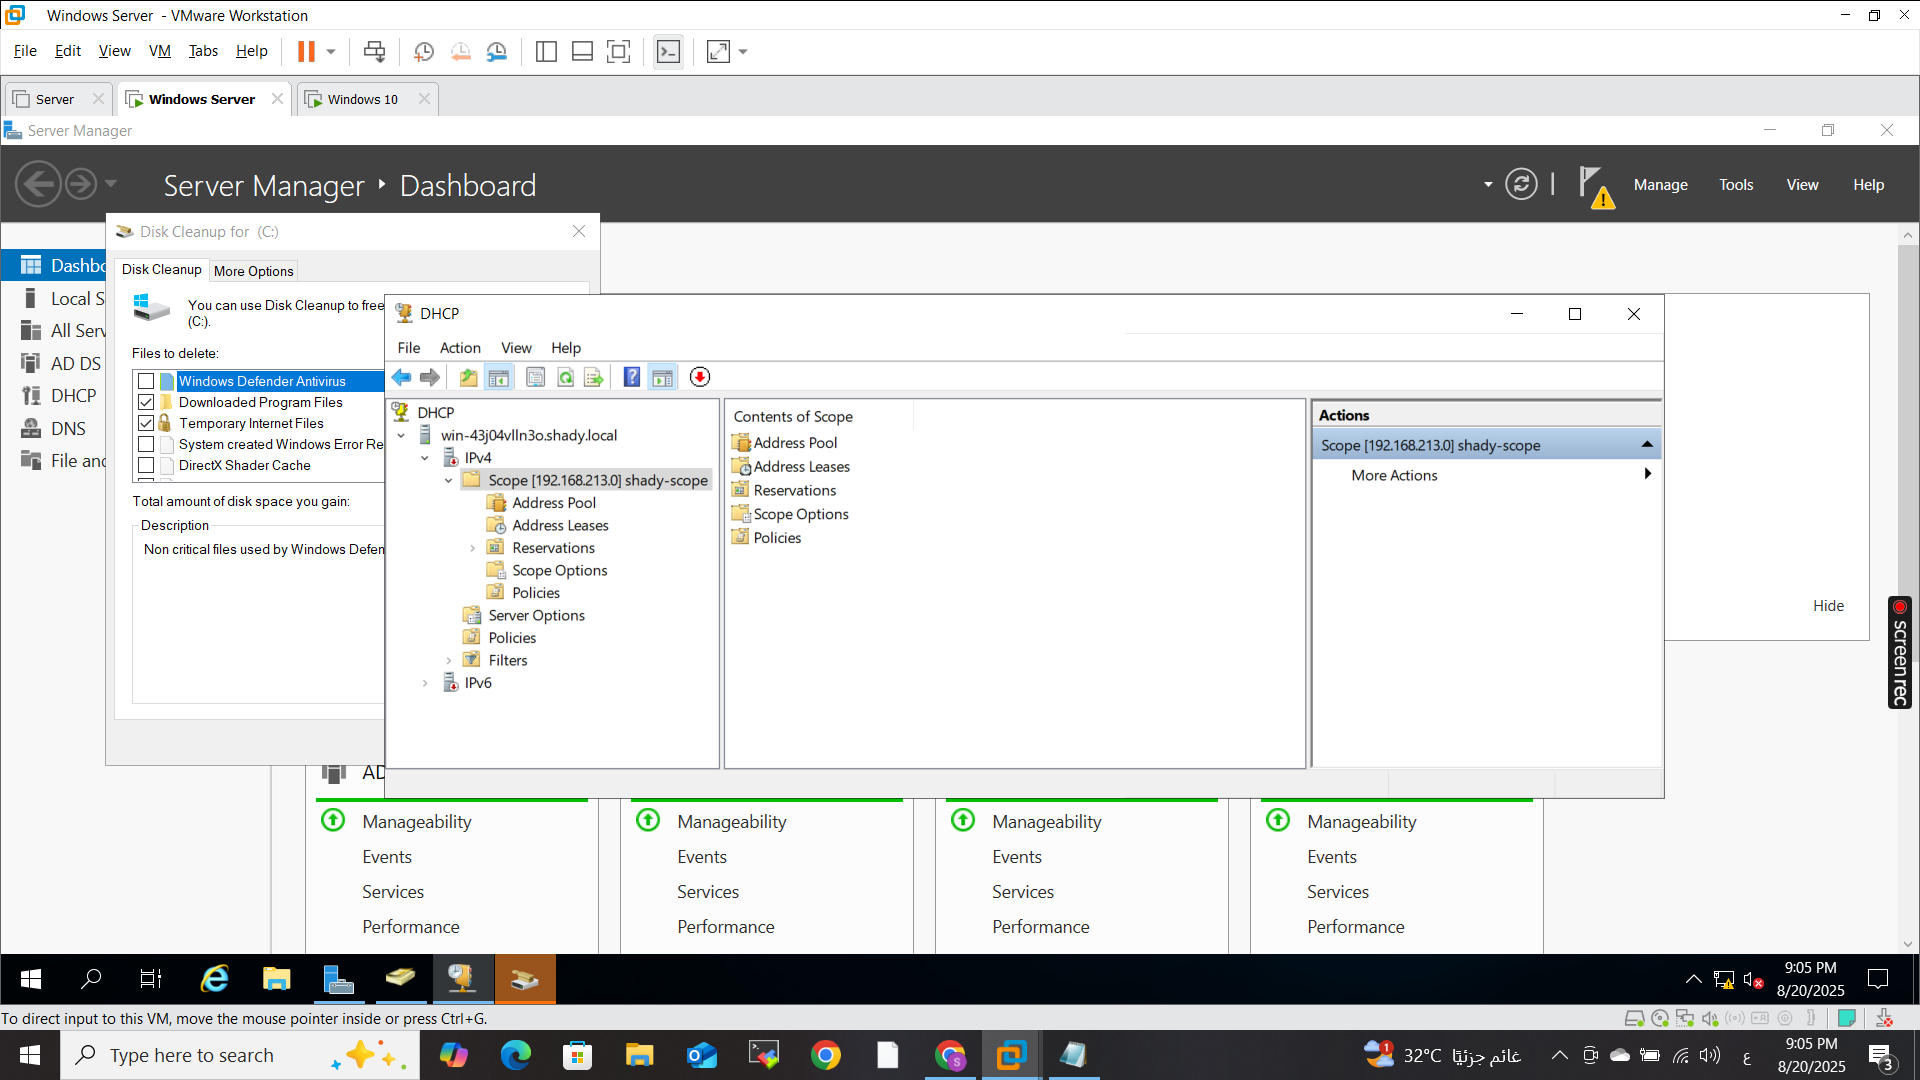 Windows Server - VMware Workstation
File Edit View VM Tabs Help
Server Windows Server Windows 10
Server Manager
Server Manager Dashboard
Manage Tools View Help
Disk Cleanup for (C:)
Disk Cleanup More Options
You can use Disk Cleanup to free
(C:).
Files to delete:
Windows Defender Antivirus
Downloaded Program Files
Temporary Internet Files
System created Windows Error Re
DirectX Shader Cache
Total amount of disk space you gain:
Description
Non critical files used by Windows Defen
Dashbo
Local S
All Serv
AD DS
DHCP
DNS
File and
DHCP
File Action View Help
DHCP
win-43j04vlln3o.shady.local
IPv4
Scope [192.168.213.0] shady-scope
Address Pool
Address Leases
Reservations
Scope Options
Policies
Server Options
Policies
Filters
IPv6
Contents of Scope
Address Pool
Address Leases
Reservations
Scope Options
Policies
Actions
Scope [192.168.213.0] shady-scope
More Actions
Hide
screenrec
AD
Manageability
Events
Services
Performance
Manageability
Events
Services
Performance
Manageability
Events
Services
Performance
Manageability
Events
Services
Performance
9:05 PM
8/20/2025
To direct input to this VM, move the mouse pointer inside or press Ctrl+G.
Type here to search
1
32°C غائم جزئيًا
ع
9:05 PM
8/20/2025
3